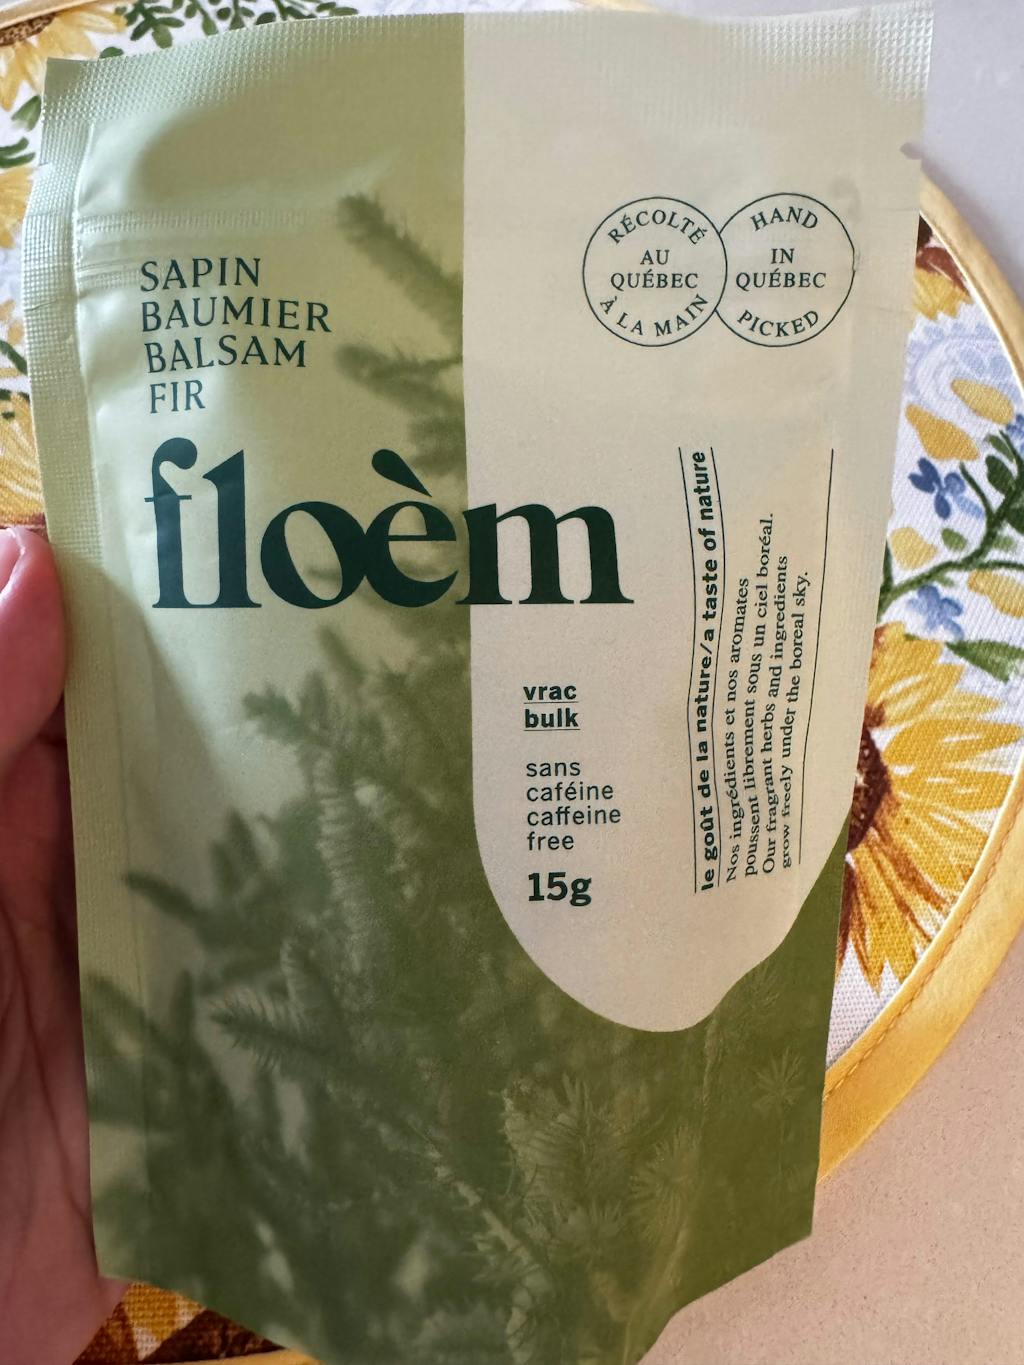 SAPIN
BAUMIER
BALSAM
FIR
RÉCOLTÉ
AU
QUÉBEC
À LA MAIN
HAND
IN
QUÉBEC
PICKED
floèm
vrac
bulk
sans
caféine
caffeine
free
15g
le goût de la nature/a taste of nature
Nos ingrédients et nos aromates
poussent librement sous un ciel boréal.
Our fragrant herbs and ingredients
grow freely under the boreal sky.